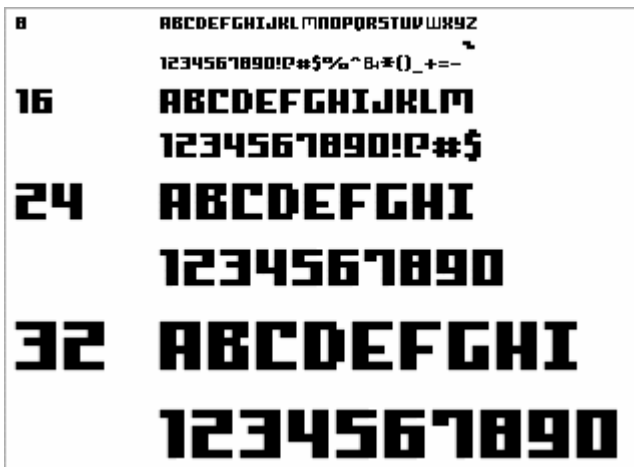 8 ABCDEFGHIJKLMNOPQRSTUVWXYZ
~
1234567890!@#$%^&*()_+=-
16 ABCDEFGHIJKLM
1234567890!@#$
24 ABCDEFGHI
1234567890
32 ABCDEFGHI
1234567890